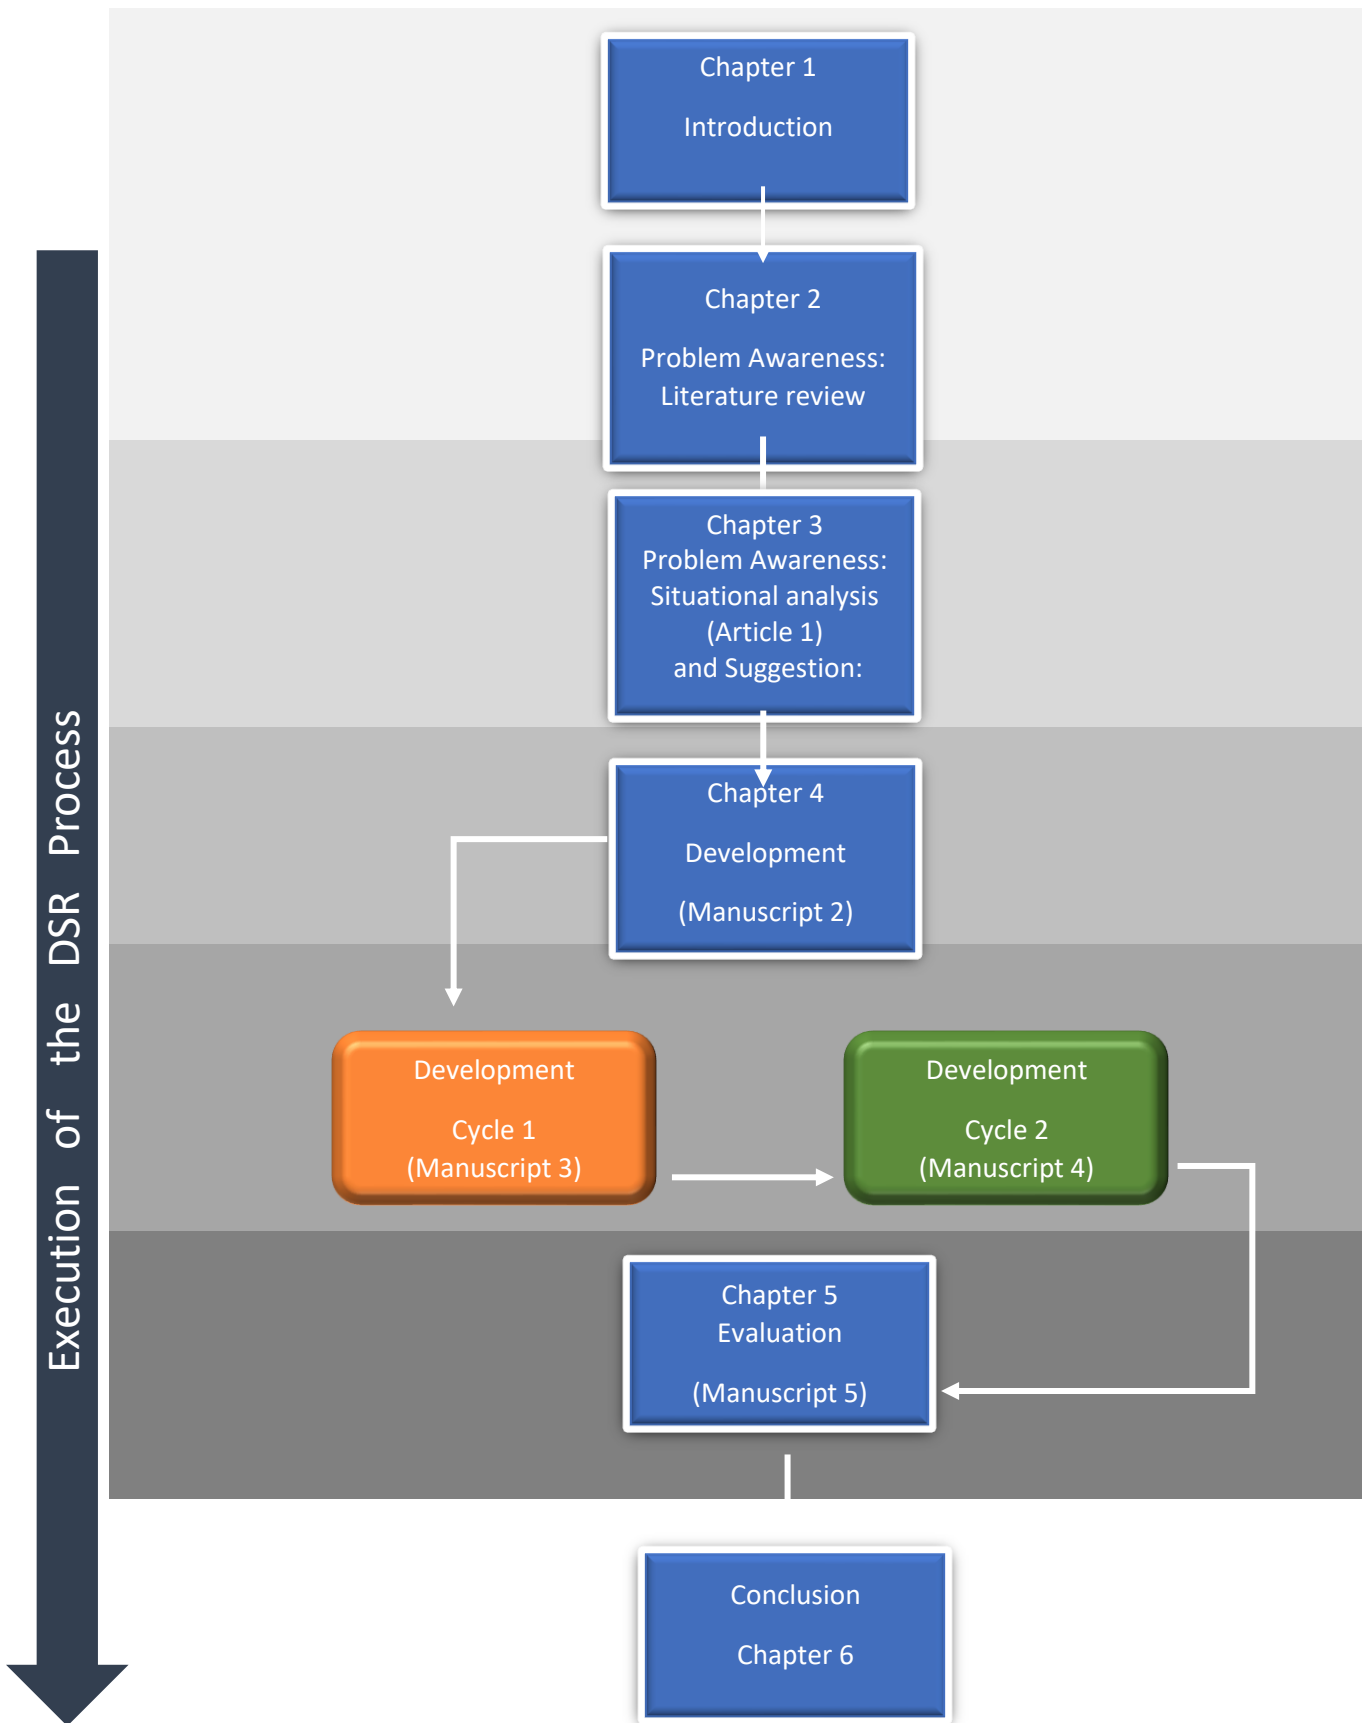 Chapter 1
Introduction
Chapter 2
Problem Awareness:
Literature review
Chapter 3
Problem Awareness:
Situational analysis
(Article 1)
and Suggestion:
Chapter 4
Development
(Manuscript 2)
Development
Cycle 1
(Manuscript 3)
Development
Cycle 2
(Manuscript 4)
Chapter 5
Evaluation
(Manuscript 5)
Conclusion
Chapter 6
Execution of the DSR Process